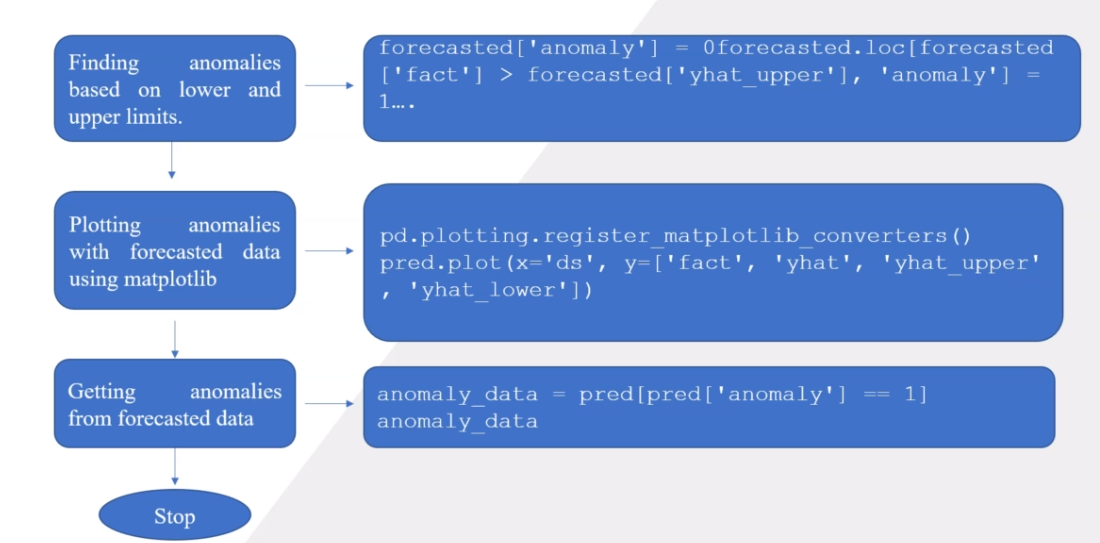 Finding anomalies
based on lower and
upper limits.
forecasted['anomaly'] = 0forecasted.loc[forecasted
['fact'] > forecasted['yhat_upper'], 'anomaly'] =
1….
Plotting anomalies
with forecasted data
using matplotlib
pd.plotting.register_matplotlib_converters()
pred.plot(x='ds', y=['fact', 'yhat', 'yhat_upper'
, 'yhat_lower'])
Getting anomalies
from forecasted data
anomaly_data = pred[pred['anomaly'] == 1]
anomaly_data
Stop